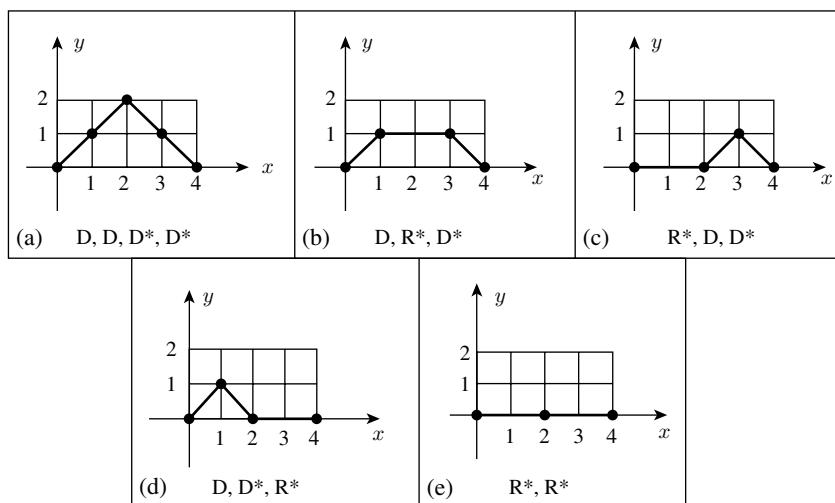 y
2
1
x
1 2 3 4
(a) D, D, D*, D*
y
2
1
x
1 2 3 4
(b) D, R*, D*
y
2
1
x
1 2 3 4
(c) R*, D, D*
y
2
1
x
1 2 3 4
(d) D, D*, R*
y
2
1
x
1 2 3 4
(e) R*, R*